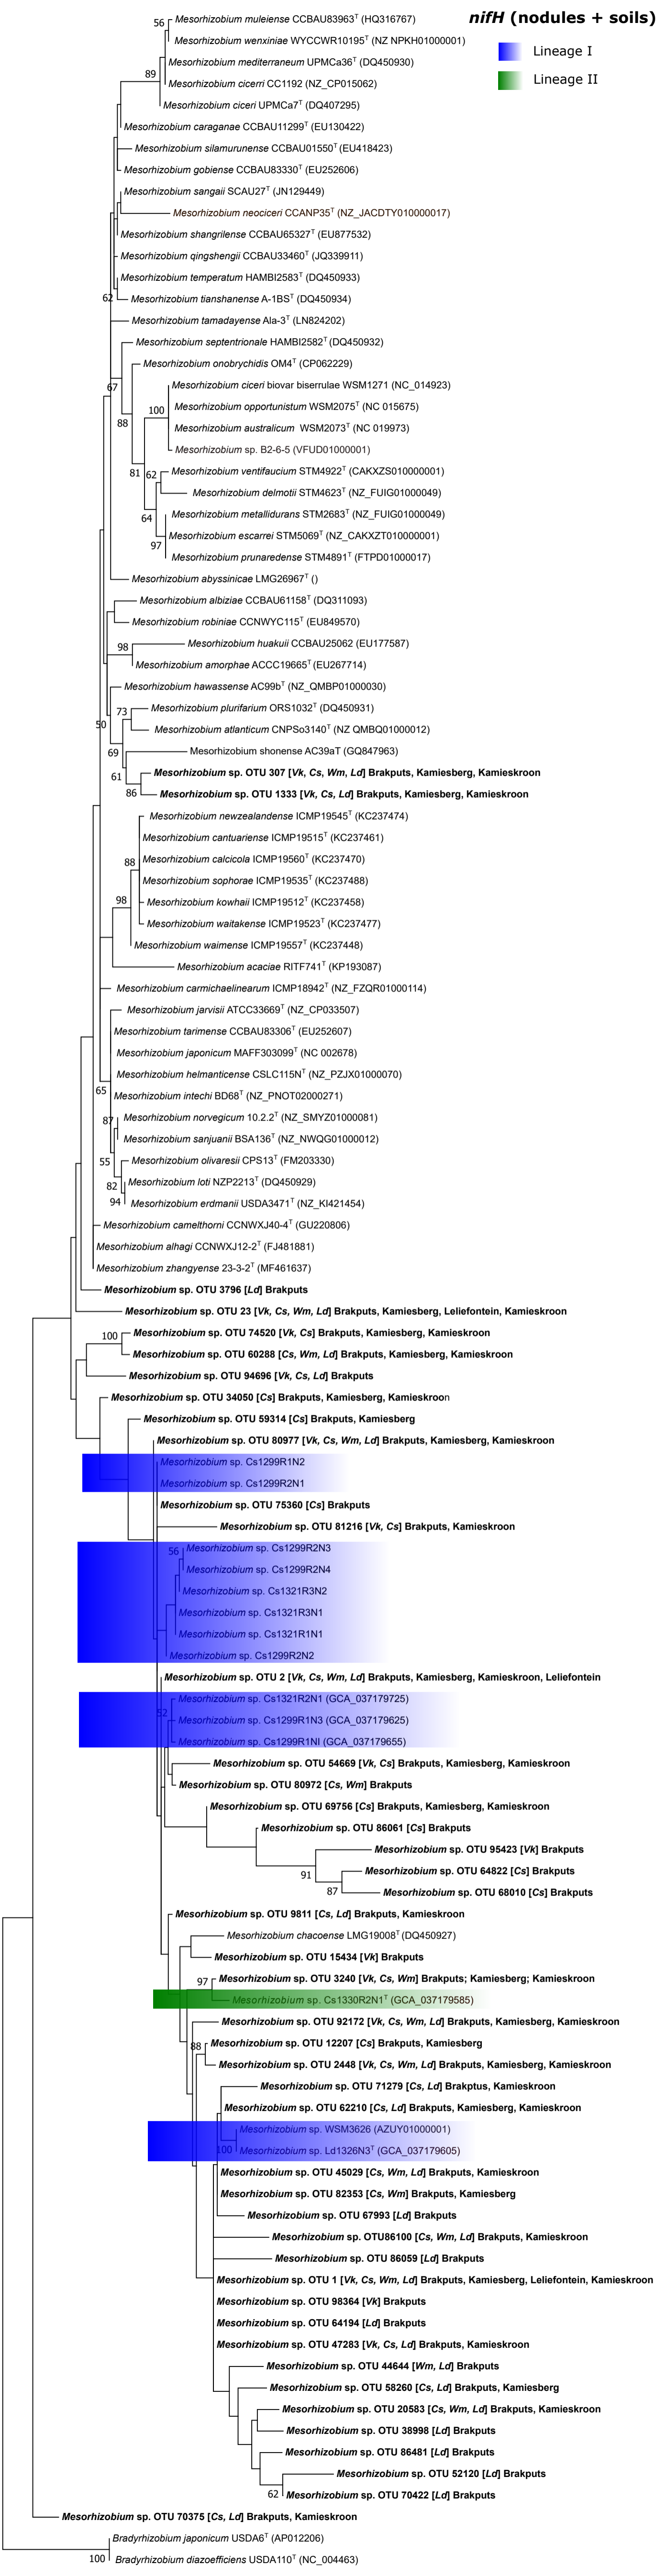 nifH (nodules + soils)
Lineage I
Lineage II
56
Mesorhizobium muleiense CCBAU83963T (HQ316767)
Mesorhizobium wenxiniae WYCCWR10195T (NZ NPKH01000001)
Mesorhizobium mediterraneum UPMCa36T (DQ450930)
89
Mesorhizobium cicerri CC1192 (NZ_CP015062)
Mesorhizobium ciceri UPMCa7T (DQ407295)
Mesorhizobium caraganae CCBAU11299T (EU130422)
Mesorhizobium silamurunense CCBAU01550T (EU418423)
Mesorhizobium gobiense CCBAU83330T (EU252606)
Mesorhizobium sangaii SCAU27T (JN129449)
Mesorhizobium neociceri CCANP35T (NZ_JACDTY010000017)
Mesorhizobium shangrilense CCBAU65327T (EU877532)
Mesorhizobium qingshengii CCBAU33460T (JQ339911)
Mesorhizobium temperatum HAMBI2583T (DQ450933)
62
Mesorhizobium tianshanense A-1BST (DQ450934)
Mesorhizobium tamadayense Ala-3T (LN824202)
Mesorhizobium septentrionale HAMBI2582T (DQ450932)
Mesorhizobium onobrychidis OM4T (CP062229)
67
Mesorhizobium ciceri biovar biserrulae WSM1271 (NC_014923)
100
Mesorhizobium opportunistum WSM2075T (NC 015675)
88
Mesorhizobium australicum WSM2073T (NC 019973)
Mesorhizobium sp. B2-6-5 (VFUD01000001)
81 62
Mesorhizobium ventifaucium STM4922T (CAKXZS010000001)
Mesorhizobium delmotii STM4623T (NZ_FUIG01000049)
64
Mesorhizobium metallidurans STM2683T (NZ_FUIG01000049)
Mesorhizobium escarrei STM5069T (NZ_CAKXZT010000001)
97
Mesorhizobium prunaredense STM4891T (FTPD01000017)
Mesorhizobium abyssinicae LMG26967T ()
Mesorhizobium albiziae CCBAU61158T (DQ311093)
Mesorhizobium robiniae CCNWYC115T (EU849570)
98
Mesorhizobium huakuii CCBAU25062 (EU177587)
Mesorhizobium amorphae ACCC19665T (EU267714)
Mesorhizobium hawassense AC99bT (NZ_QMBP01000030)
73
Mesorhizobium plurifarium ORS1032T (DQ450931)
50
Mesorhizobium atlanticum CNPSo3140T (NZ QMBQ01000012)
69
Mesorhizobium shonense AC39aT (GQ847963)
61
Mesorhizobium sp. OTU 307 [Vk, Cs, Wm, Ld] Brakputs, Kamiesberg, Kamieskroon
86
Mesorhizobium sp. OTU 1333 [Vk, Cs, Ld] Brakputs, Kamiesberg, Kamieskroon
Mesorhizobium newzealandense ICMP19545T (KC237474)
Mesorhizobium cantuariense ICMP19515T (KC237461)
88
Mesorhizobium calcicola ICMP19560T (KC237470)
Mesorhizobium sophorae ICMP19535T (KC237488)
98
Mesorhizobium kowhaii ICMP19512T (KC237458)
Mesorhizobium waitakense ICMP19523T (KC237477)
Mesorhizobium waimense ICMP19557T (KC237448)
Mesorhizobium acaciae RITF741T (KP193087)
Mesorhizobium carmichaelinearum ICMP18942T (NZ_FZQR01000114)
Mesorhizobium jarvisii ATCC33669T (NZ_CP033507)
Mesorhizobium tarimense CCBAU83306T (EU252607)
Mesorhizobium japonicum MAFF303099T (NC 002678)
Mesorhizobium helmanticense CSLC115NT (NZ_PZJX01000070)
65
Mesorhizobium intechi BD68T (NZ_PNOT02000271)
87
Mesorhizobium norvegicum 10.2.2T (NZ_SMYZ01000081)
Mesorhizobium sanjuanii BSA136T (NZ_NWQG01000012)
55
Mesorhizobium olivaresii CPS13T (FM203330)
82
Mesorhizobium loti NZP2213T (DQ450929)
94
Mesorhizobium erdmanii USDA3471T (NZ_KI421454)
Mesorhizobium camelthorni CCNWXJ40-4T (GU220806)
Mesorhizobium alhagi CCNWXJ12-2T (FJ481881)
Mesorhizobium zhangyense 23-3-2T (MF461637)
Mesorhizobium sp. OTU 3796 [Ld] Brakputs
Mesorhizobium sp. OTU 23 [Vk, Cs, Wm, Ld] Brakputs, Kamiesberg, Leliefontein, Kamieskroon
100
Mesorhizobium sp. OTU 74520 [Vk, Cs] Brakputs, Kamiesberg, Kamieskroon
Mesorhizobium sp. OTU 60288 [Cs, Wm, Ld] Brakputs, Kamiesberg, Kamieskroon
Mesorhizobium sp. OTU 94696 [Vk, Cs, Ld] Brakputs
Mesorhizobium sp. OTU 34050 [Cs] Brakputs, Kamiesberg, Kamieskroon
Mesorhizobium sp. OTU 59314 [Cs] Brakputs, Kamiesberg
Mesorhizobium sp. OTU 80977 [Vk, Cs, Wm, Ld] Brakputs, Kamiesberg, Kamieskroon
Mesorhizobium sp. Cs1299R1N2
Mesorhizobium sp. Cs1299R2N1
Mesorhizobium sp. OTU 75360 [Cs] Brakputs
Mesorhizobium sp. OTU 81216 [Vk, Cs] Brakputs, Kamieskroon
56
Mesorhizobium sp. Cs1299R2N3
Mesorhizobium sp. Cs1299R2N4
Mesorhizobium sp. Cs1321R3N2
Mesorhizobium sp. Cs1321R3N1
Mesorhizobium sp. Cs1321R1N1
Mesorhizobium sp. Cs1299R2N2
Mesorhizobium sp. OTU 2 [Vk, Cs, Wm, Ld] Brakputs, Kamiesberg, Kamieskroon, Leliefontein
52
Mesorhizobium sp. Cs1321R2N1 (GCA_037179725)
Mesorhizobium sp. Cs1299R1N3 (GCA_037179625)
Mesorhizobium sp. Cs1299R1NI (GCA_037179655)
Mesorhizobium sp. OTU 54669 [Vk, Cs] Brakputs, Kamiesberg, Kamieskroon
Mesorhizobium sp. OTU 80972 [Cs, Wm] Brakputs
Mesorhizobium sp. OTU 69756 [Cs] Brakputs, Kamiesberg, Kamieskroon
Mesorhizobium sp. OTU 86061 [Cs] Brakputs
Mesorhizobium sp. OTU 95423 [Vk] Brakputs
91
Mesorhizobium sp. OTU 64822 [Cs] Brakputs
87
Mesorhizobium sp. OTU 68010 [Cs] Brakputs
Mesorhizobium sp. OTU 9811 [Cs, Ld] Brakputs, Kamieskroon
Mesorhizobium chacoense LMG19008T (DQ450927)
Mesorhizobium sp. OTU 15434 [Vk] Brakputs
97
Mesorhizobium sp. OTU 3240 [Vk, Cs, Wm] Brakputs; Kamiesberg; Kamieskroon
Mesorhizobium sp. Cs1330R2N1T (GCA_037179585)
Mesorhizobium sp. OTU 92172 [Vk, Cs, Wm, Ld] Brakputs, Kamiesberg, Kamieskroon
88
Mesorhizobium sp. OTU 12207 [Cs] Brakputs, Kamiesberg
Mesorhizobium sp. OTU 2448 [Vk, Cs, Wm, Ld] Brakputs, Kamiesberg, Kamieskroon
Mesorhizobium sp. OTU 71279 [Cs, Ld] Brakptus, Kamieskroon
Mesorhizobium sp. OTU 62210 [Cs, Ld] Brakputs, Kamiesberg, Kamieskroon
Mesorhizobium sp. WSM3626 (AZUY01000001)
100
Mesorhizobium sp. Ld1326N3T (GCA_037179605)
Mesorhizobium sp. OTU 45029 [Cs, Wm, Ld] Brakputs, Kamieskroon
Mesorhizobium sp. OTU 82353 [Cs, Wm] Brakputs, Kamiesberg
Mesorhizobium sp. OTU 67993 [Ld] Brakputs
Mesorhizobium sp. OTU86100 [Cs, Wm, Ld] Brakputs, Kamieskroon
Mesorhizobium sp. OTU 86059 [Ld] Brakputs
Mesorhizobium sp. OTU 1 [Vk, Cs, Wm, Ld] Brakputs, Kamiesberg, Leliefontein, Kamieskroon
Mesorhizobium sp. OTU 98364 [Vk] Brakputs
Mesorhizobium sp. OTU 64194 [Ld] Brakputs
Mesorhizobium sp. OTU 47283 [Vk, Cs, Ld] Brakputs, Kamieskroon
Mesorhizobium sp. OTU 44644 [Wm, Ld] Brakputs
Mesorhizobium sp. OTU 58260 [Cs, Ld] Brakputs, Kamiesberg
Mesorhizobium sp. OTU 20583 [Cs, Wm, Ld] Brakputs, Kamieskroon
Mesorhizobium sp. OTU 38998 [Ld] Brakputs
Mesorhizobium sp. OTU 86481 [Ld] Brakputs
Mesorhizobium sp. OTU 52120 [Ld] Brakputs
62
Mesorhizobium sp. OTU 70422 [Ld] Brakputs
Mesorhizobium sp. OTU 70375 [Cs, Ld] Brakputs, Kamieskroon
Bradyrhizobium japonicum USDA6T (AP012206)
100
Bradyrhizobium diazoefficiens USDA110T (NC_004463)